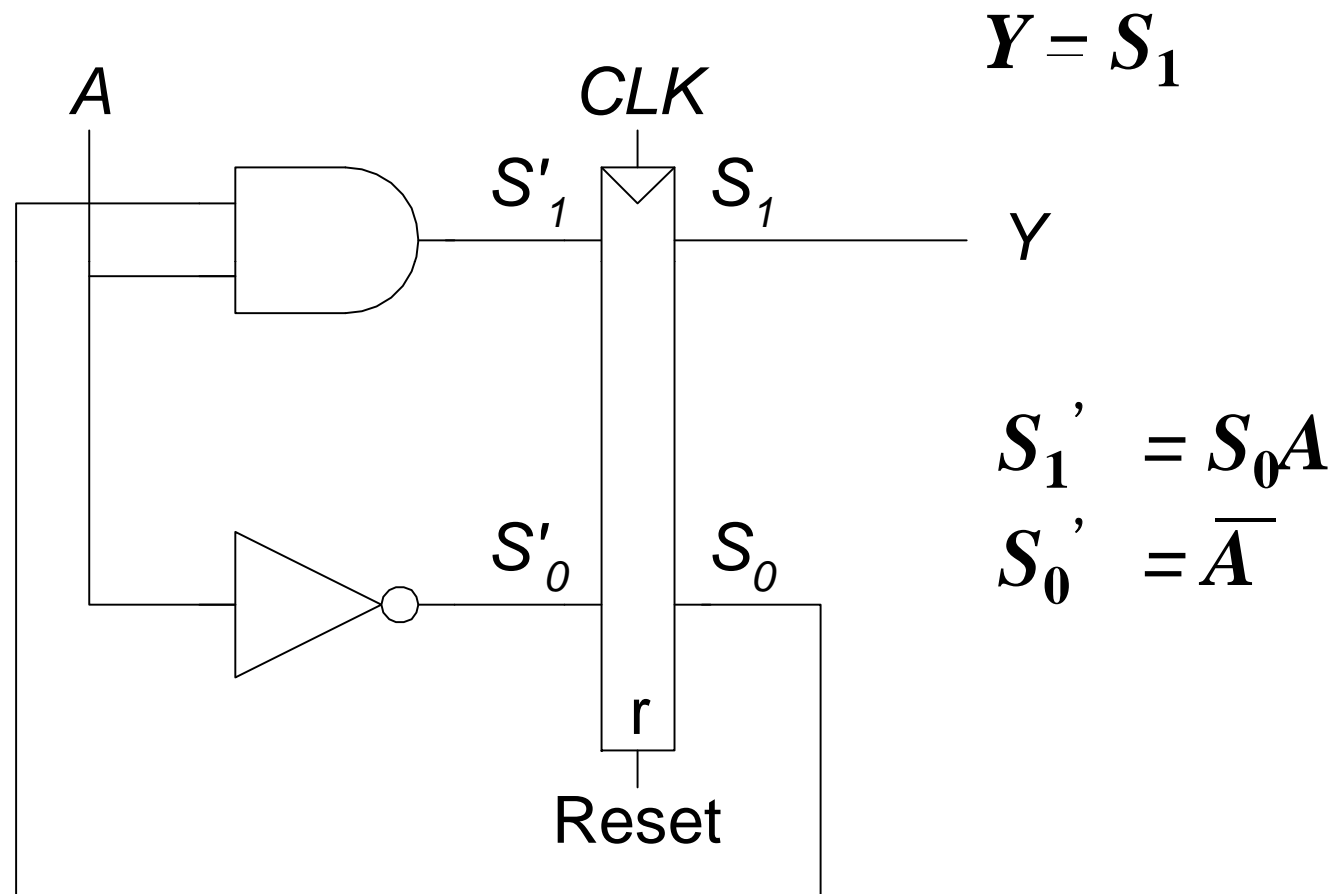 Y = S₁
A
CLK
S'₁
S₁
Y
S₁’ = S₀A
S'₀
S₀
S₀’ = A̅
r
Reset